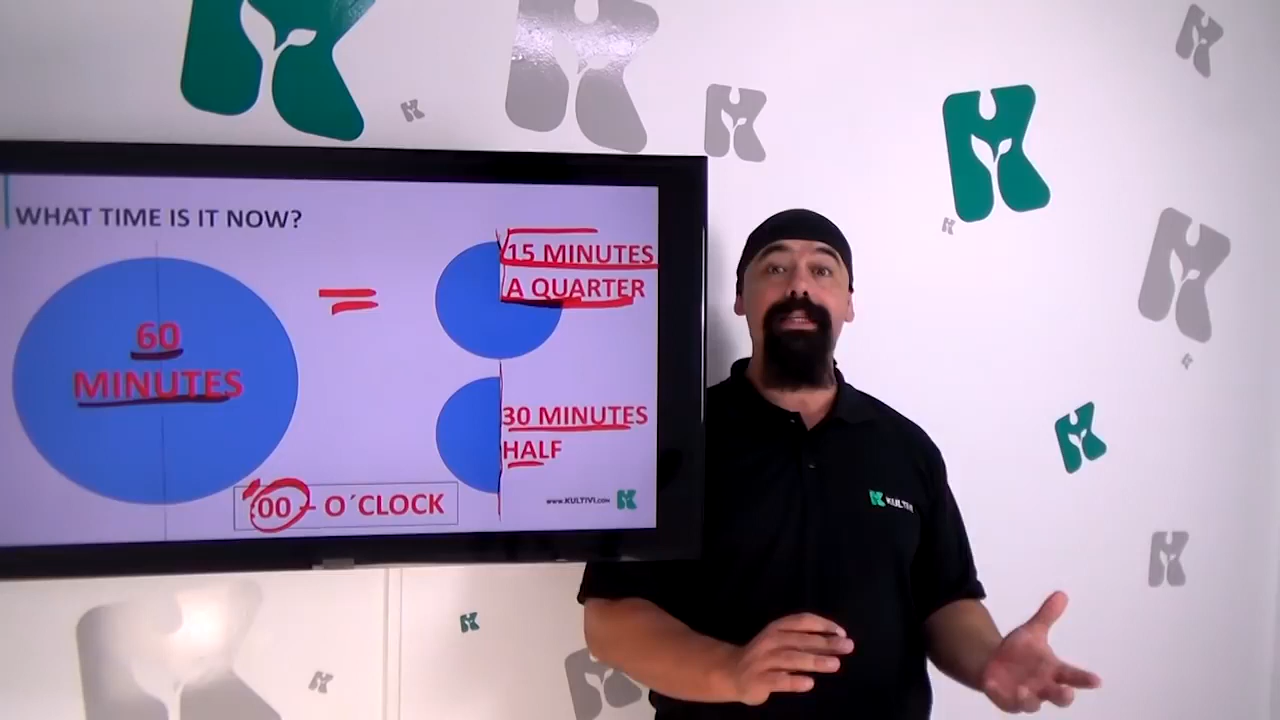 WHAT TIME IS IT NOW?
60
MINUTES
15 MINUTES
A QUARTER
30 MINUTES
HALF
:00 – O´CLOCK
WWW.KULTIVI.COM
KULTIVI